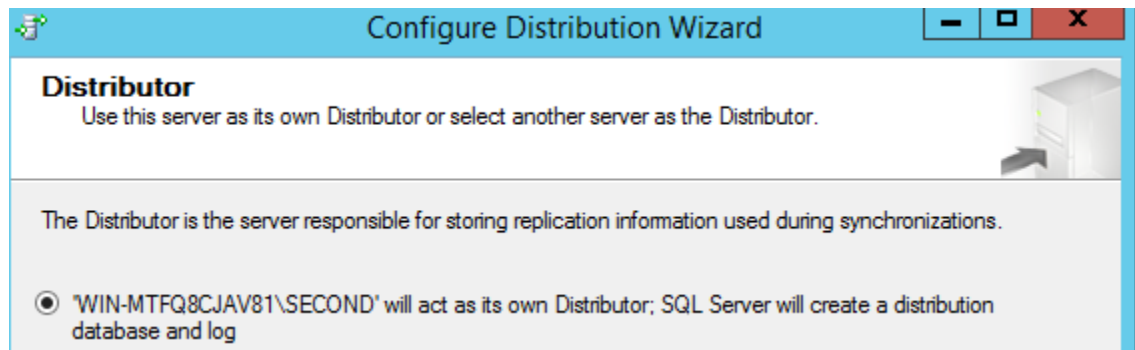 Configure Distribution Wizard
Distributor
Use this server as its own Distributor or select another server as the Distributor.
The Distributor is the server responsible for storing replication information used during synchronizations.
'WIN-MTFQ8CJAV81\SECOND' will act as its own Distributor; SQL Server will create a distribution
database and log